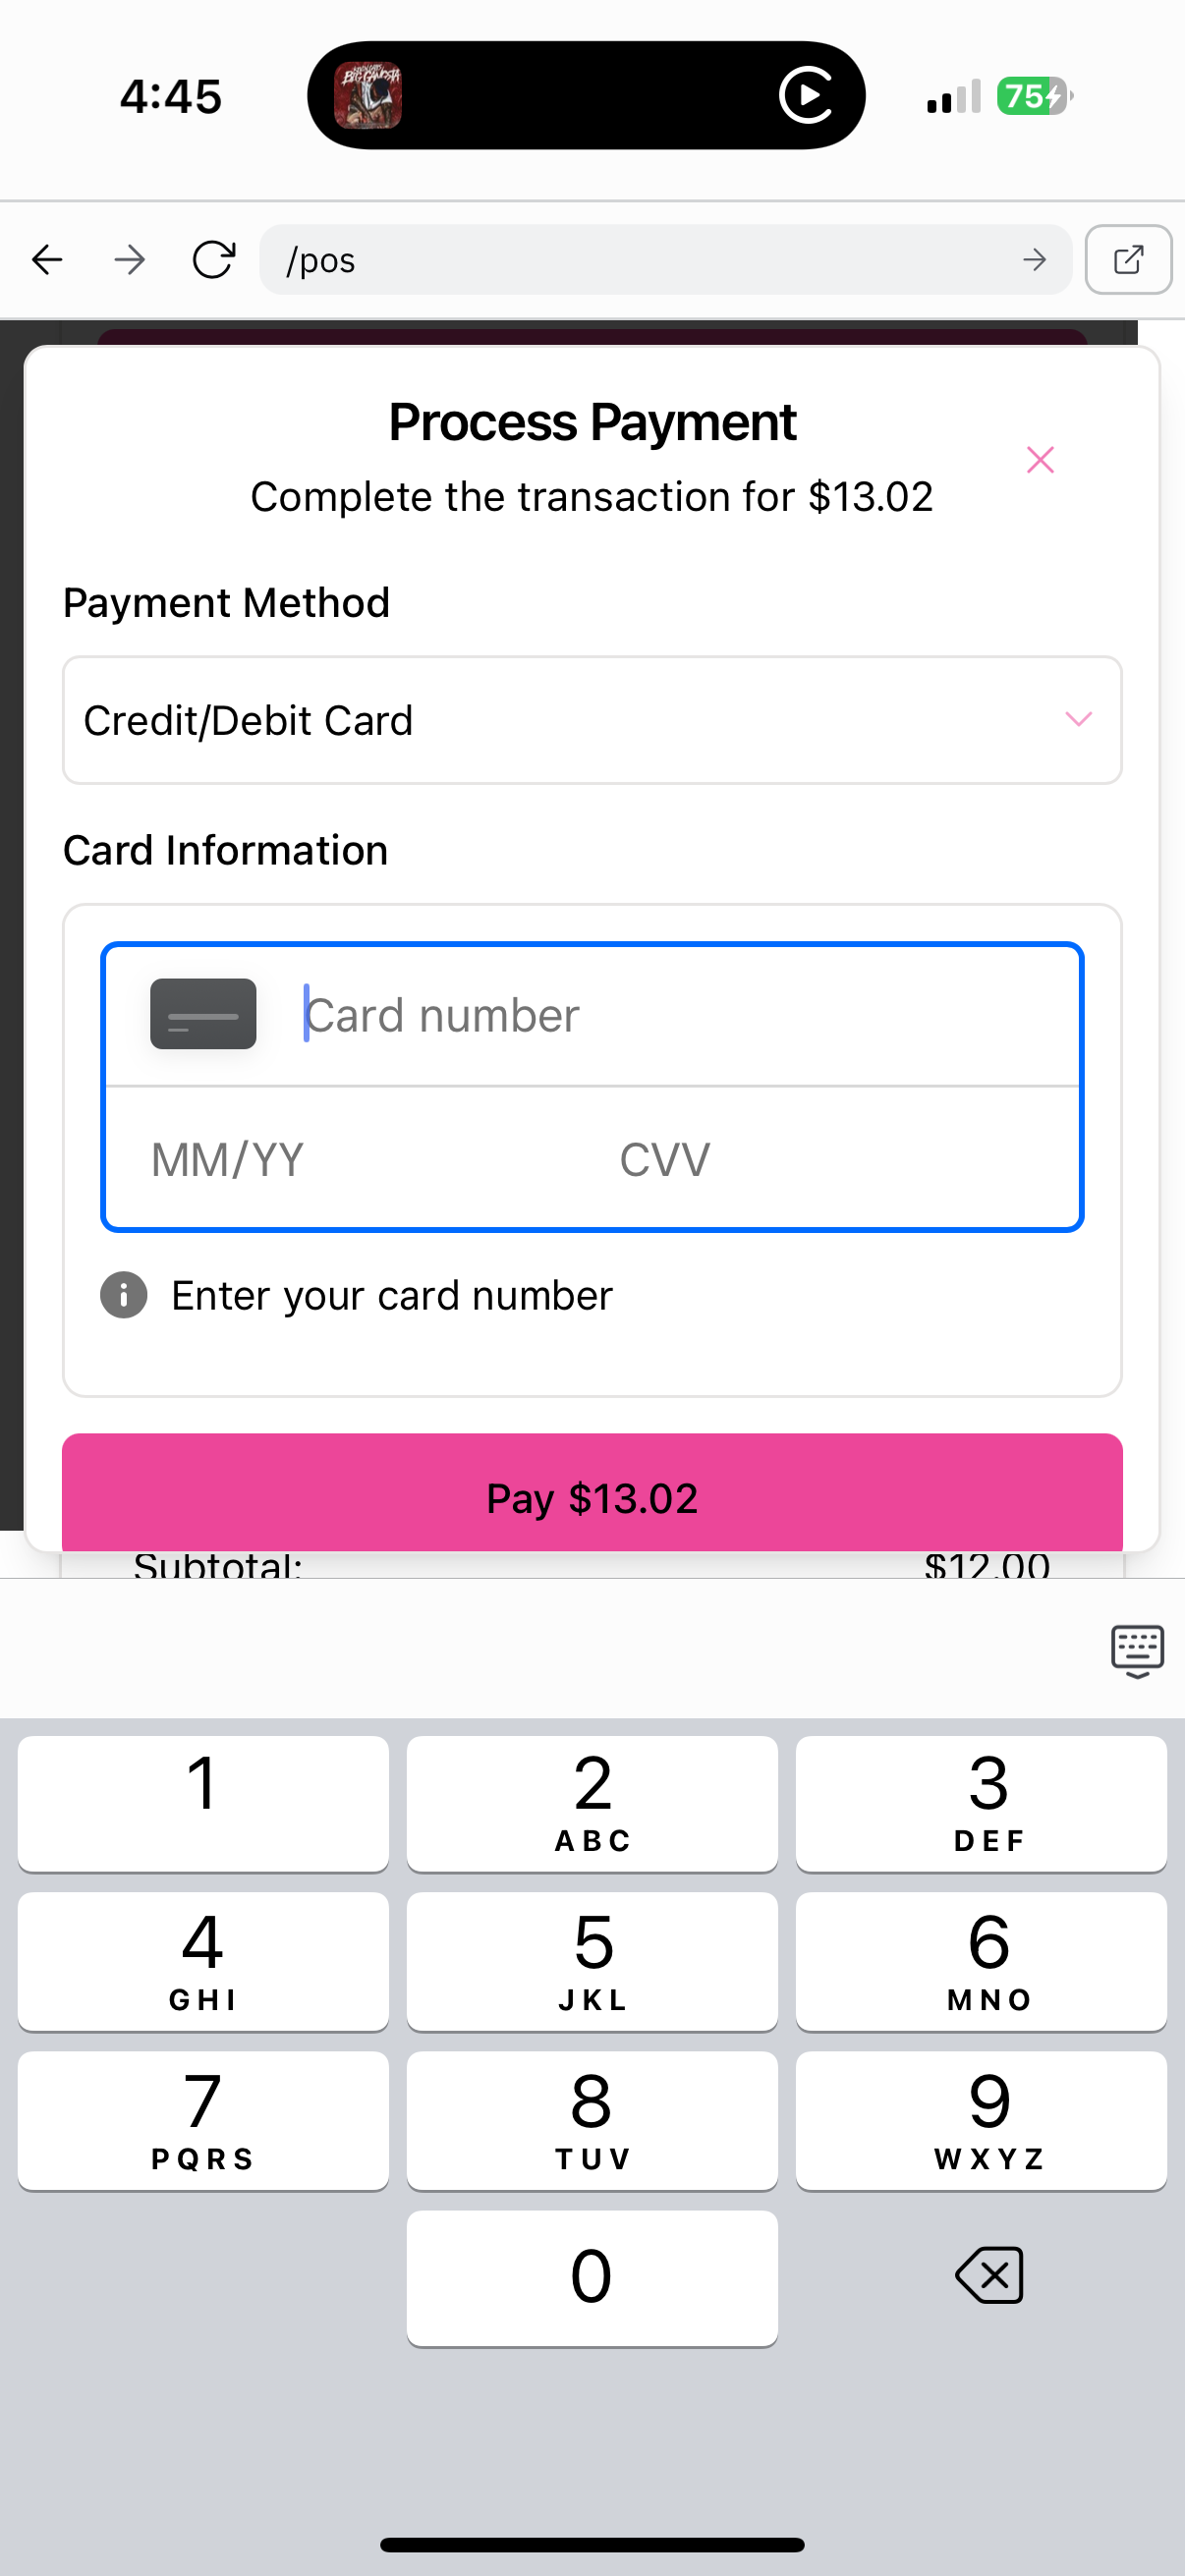 4:45
BIG GANGSTA
75
/pos
Process Payment
Complete the transaction for $13.02
Payment Method
Credit/Debit Card
Card Information
Card number
MM/YY CVV
Enter your card number
Pay $13.02
Subtotal: $12.00
1 2 3
ABC DEF
4 5 6
GHI JKL MNO
7 8 9
PQRS TUV WXYZ
0